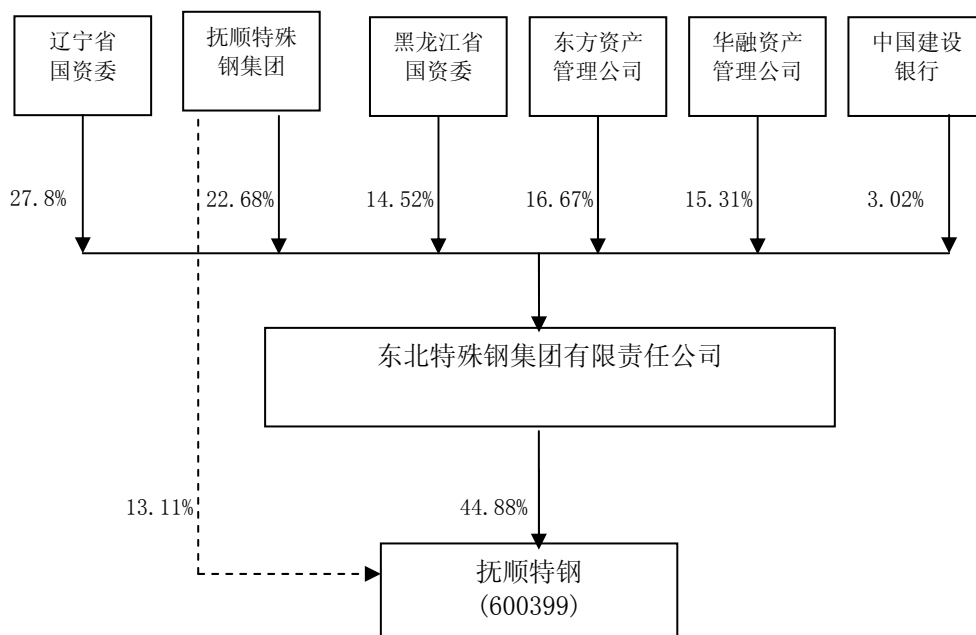 辽宁省
国资委
抚顺特殊
钢集团
黑龙江省
国资委
东方资产
管理公司
华融资产
管理公司
中国建设
银行
27.8%
22.68%
14.52%
16.67%
15.31%
3.02%
东北特殊钢集团有限责任公司
13.11%
44.88%
抚顺特钢
(600399)